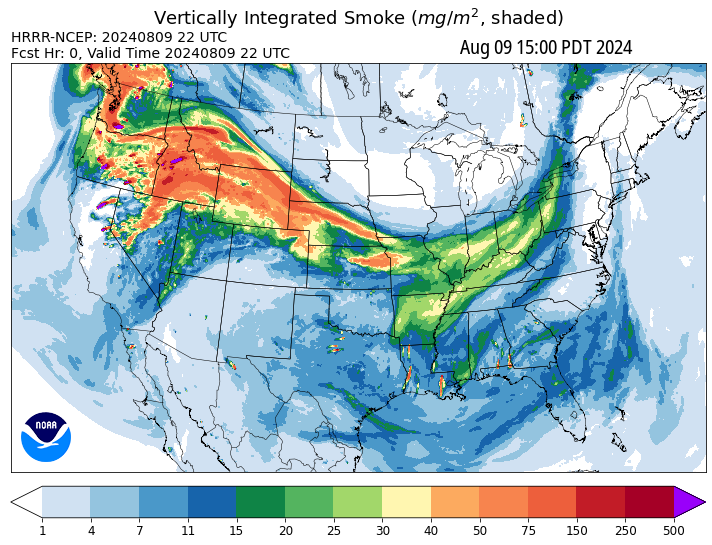 Vertically Integrated Smoke (mg/m², shaded)
HRRR-NCEP: 20240809 22 UTC
Fcst Hr: 0, Valid Time 20240809 22 UTC
Aug 09 15:00 PDT 2024
NOAA
1 4 7 11 15 20 25 30 40 50 75 150 250 500